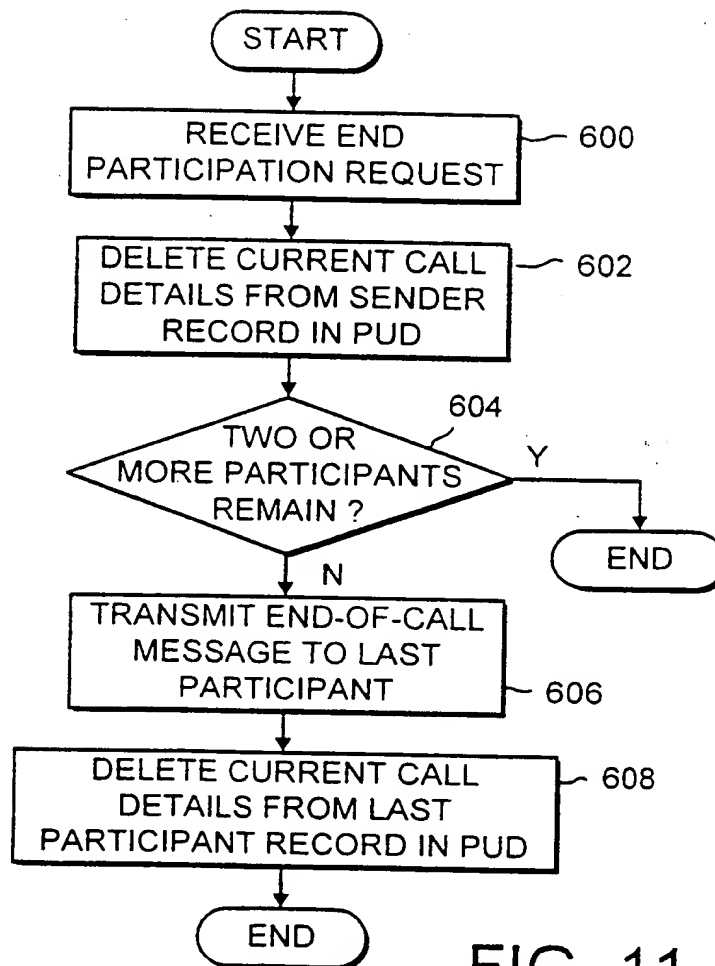 START
RECEIVE END
PARTICIPATION REQUEST
600
DELETE CURRENT CALL
DETAILS FROM SENDER
RECORD IN PUD
602
604
TWO OR
MORE PARTICIPANTS
REMAIN ?
Y
END
N
TRANSMIT END-OF-CALL
MESSAGE TO LAST
PARTICIPANT
606
DELETE CURRENT CALL
DETAILS FROM LAST
PARTICIPANT RECORD IN PUD
608
END
FIG. 11